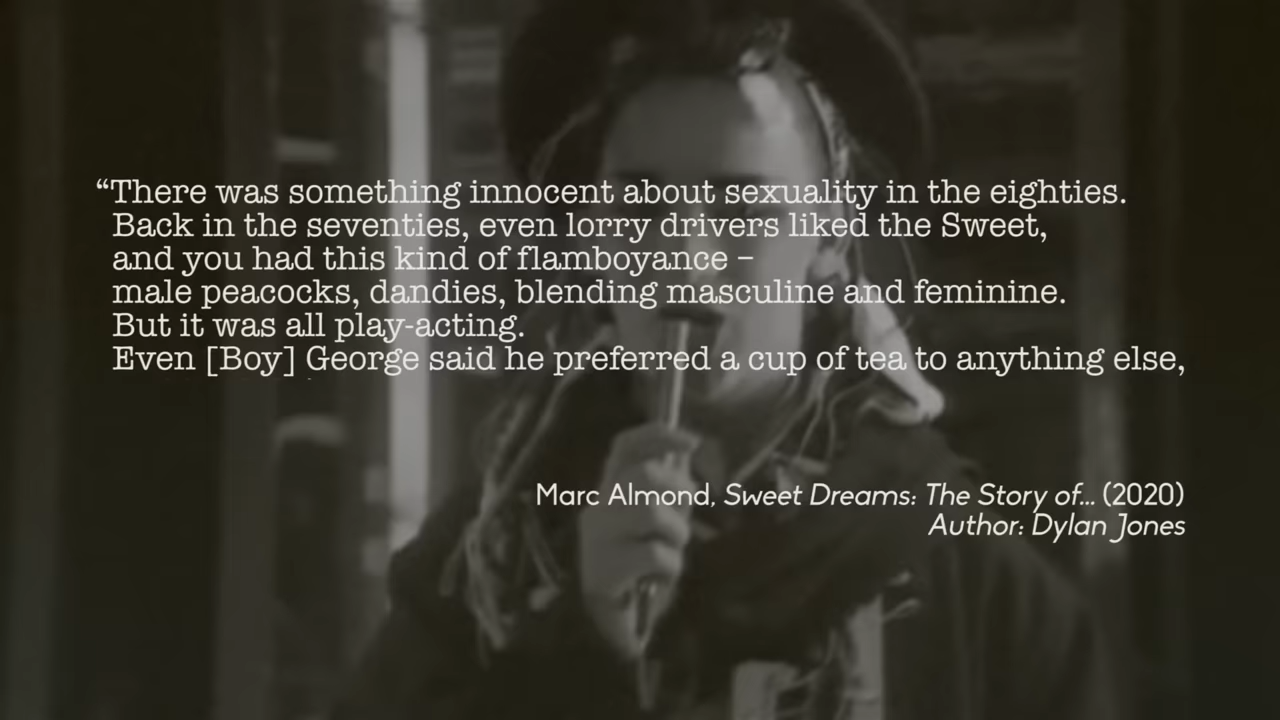 “There was something innocent about sexuality in the eighties.
Back in the seventies, even lorry drivers liked the Sweet,
and you had this kind of flamboyance –
male peacocks, dandies, blending masculine and feminine.
But it was all play-acting.
Even [Boy] George said he preferred a cup of tea to anything else,
Marc Almond, Sweet Dreams: The Story of... (2020)
Author: Dylan Jones